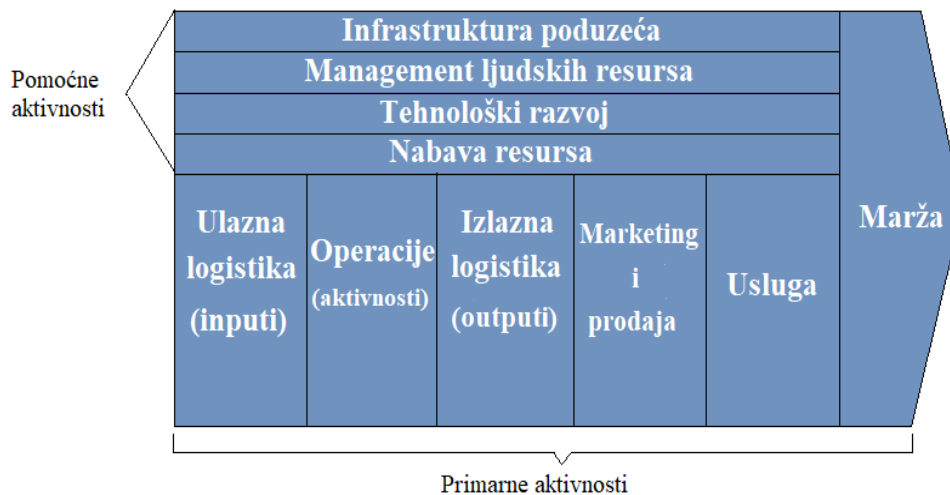 Infrastruktura poduzeća
Management ljudskih resursa
Tehnološki razvoj
Nabava resursa
Pomoćne
aktivnosti
Ulazna
logistika
(inputi)
Operacije
(aktivnosti)
Izlazna
logistika
(outputi)
Marketing
i
prodaja
Usluga
Marža
Primarne aktivnosti